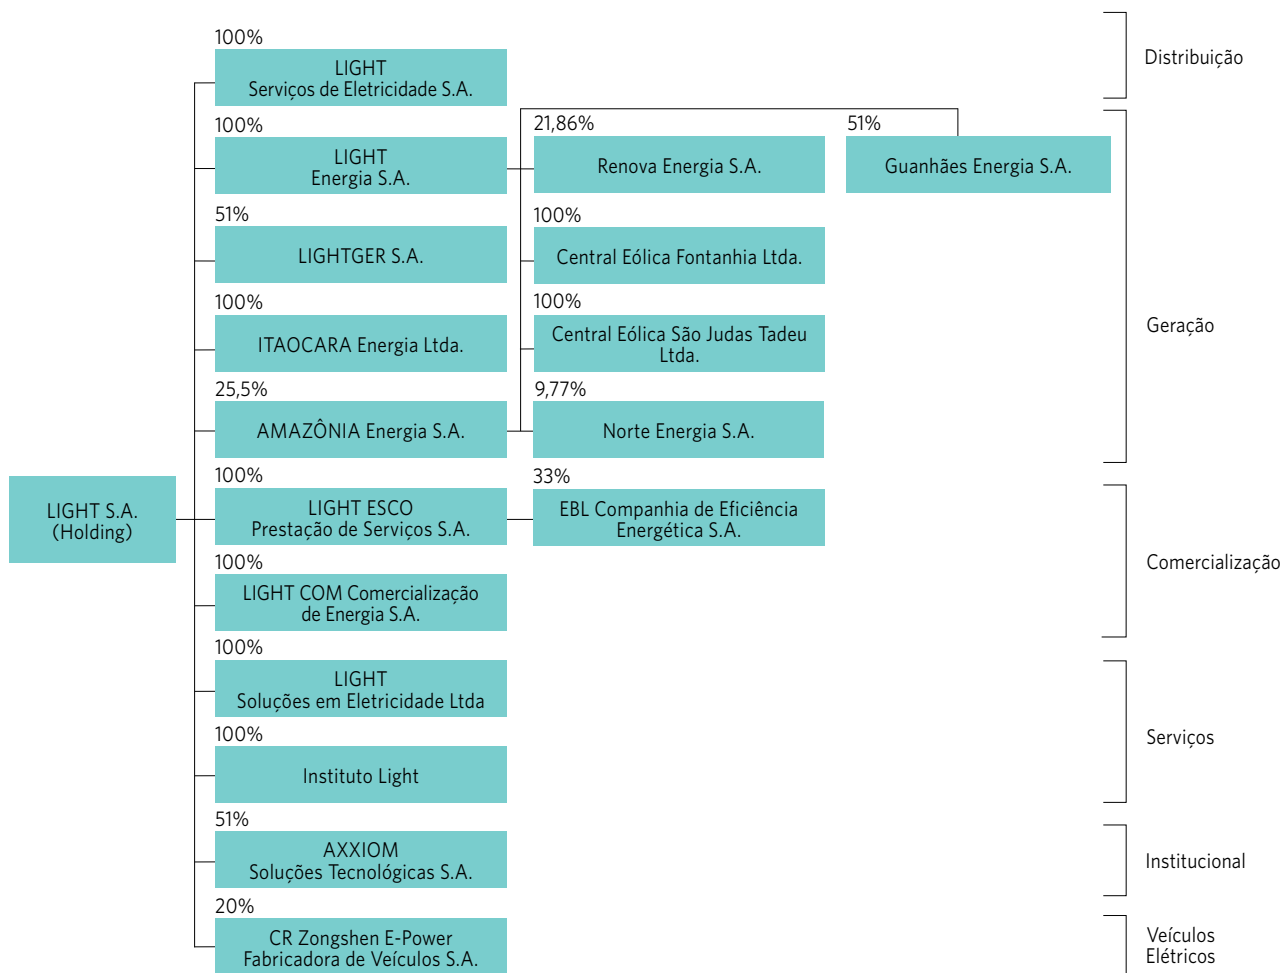 100%
LIGHT
Serviços de Eletricidade S.A.
Distribuição
100%
LIGHT
Energia S.A.
21,86%
Renova Energia S.A.
51%
Guanhães Energia S.A.
51%
LIGHTGER S.A.
100%
Central Eólica Fontanhia Ltda.
100%
ITAOCARA Energia Ltda.
100%
Central Eólica São Judas Tadeu
Ltda.
Geração
25,5%
AMAZÔNIA Energia S.A.
9,77%
Norte Energia S.A.
LIGHT S.A.
(Holding)
100%
LIGHT ESCO
Prestação de Serviços S.A.
33%
EBL Companhia de Eficiência
Energética S.A.
Comercialização
100%
LIGHT COM Comercialização
de Energia S.A.
100%
LIGHT
Soluções em Eletricidade Ltda
Serviços
100%
Instituto Light
51%
AXXIOM
Soluções Tecnológicas S.A.
Institucional
20%
CR Zongshen E-Power
Fabricadora de Veículos S.A.
Veículos
Elétricos